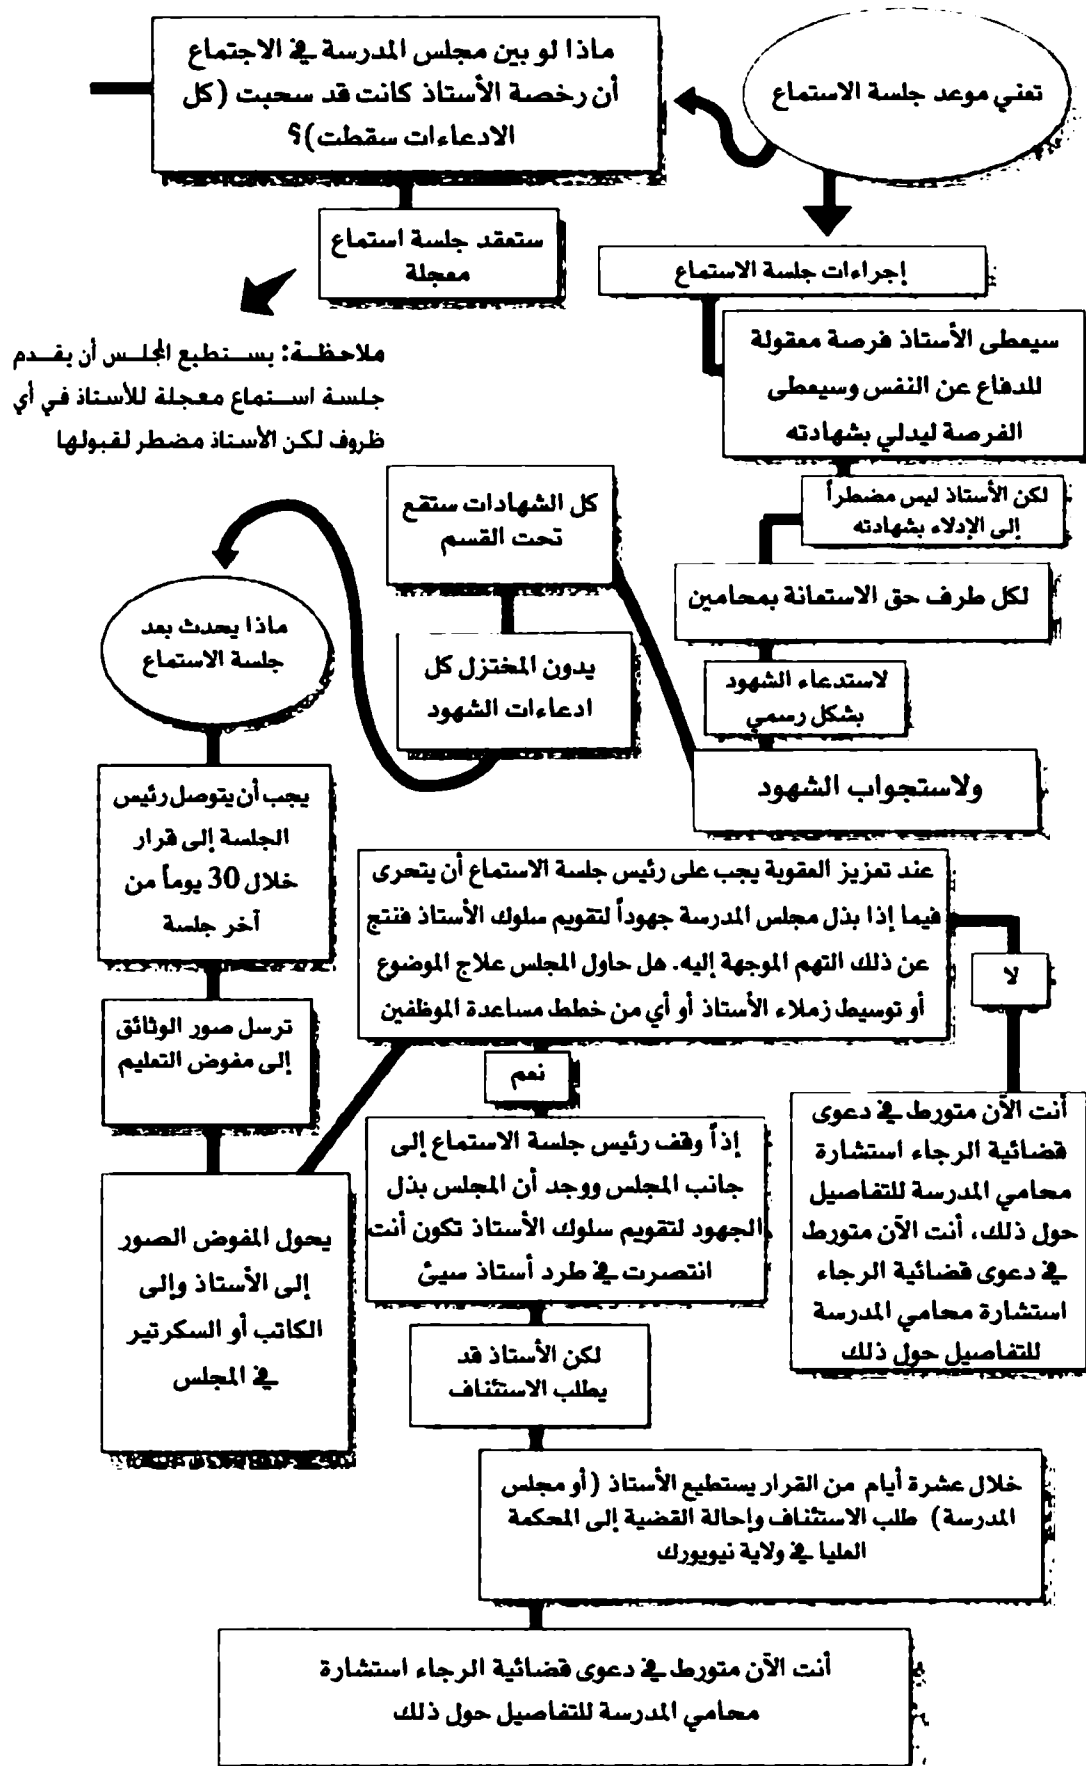 تعني موعد جلسة الاستماع
ماذا لو بين مجلس المدرسة في الاجتماع
أن رخصة الأستاذ كانت قد سحبت (كل
الادعاءات سقطت)؟
ستعقد جلسة استماع
معجلة
ملاحظة: يستطيع المجلس أن يقدم
جلسة استماع معجلة للأستاذ في أي
ظروف لكن الأستاذ مضطر لقبولها
إجراءات جلسة الاستماع
سيعطى الأستاذ فرصة معقولة
للدفاع عن النفس وسيعطى
الفرصة ليدلي بشهادته
لكن الأستاذ ليس مضطراً
إلى الإدلاء بشهادته
لكل طرف حق الاستعانة بمحامين
لاستدعاء الشهود
بشكل رسمي
ولاستجواب الشهود
كل الشهادات ستقع
تحت القسم
يدون المختزل كل
ادعاءات الشهود
ماذا يحدث بعد
جلسة الاستماع
يجب أن يتوصل رئيس
الجلسة إلى قرار
خلال 30 يوماً من
آخر جلسة
ترسل صور الوثائق
إلى مفوض التعليم
يحول المفوض الصور
إلى الأستاذ وإلى
الكاتب أو السكرتير
في المجلس
عند تعزيز العقوبة يجب على رئيس جلسة الاستماع أن يتحرى
فيما إذا بذل مجلس المدرسة جهوداً لتقويم سلوك الأستاذ فنتج
عن ذلك التهم الموجهة إليه. هل حاول المجلس علاج الموضوع
أو توسيط زملاء الأستاذ أو أي من خطط مساعدة الموظفين
لا
أنت الآن متورط في دعوى
قضائية الرجاء استشارة
محامي المدرسة للتفاصيل
حول ذلك، أنت الآن متورط
في دعوى قضائية الرجاء
استشارة محامي المدرسة
للتفاصيل حول ذلك
نعم
إذاً وقف رئيس جلسة الاستماع إلى
جانب المجلس ووجد أن المجلس بذل
الجهود لتقويم سلوك الأستاذ تكون أنت
انتصرت في طرد أستاذ سيئ
لكن الأستاذ قد
يطلب الاستئناف
خلال عشرة أيام من القرار يستطيع الأستاذ (أو مجلس
المدرسة) طلب الاستئناف وإحالة القضية إلى المحكمة
العليا في ولاية نيويورك
أنت الآن متورط في دعوى قضائية الرجاء استشارة
محامي المدرسة للتفاصيل حول ذلك